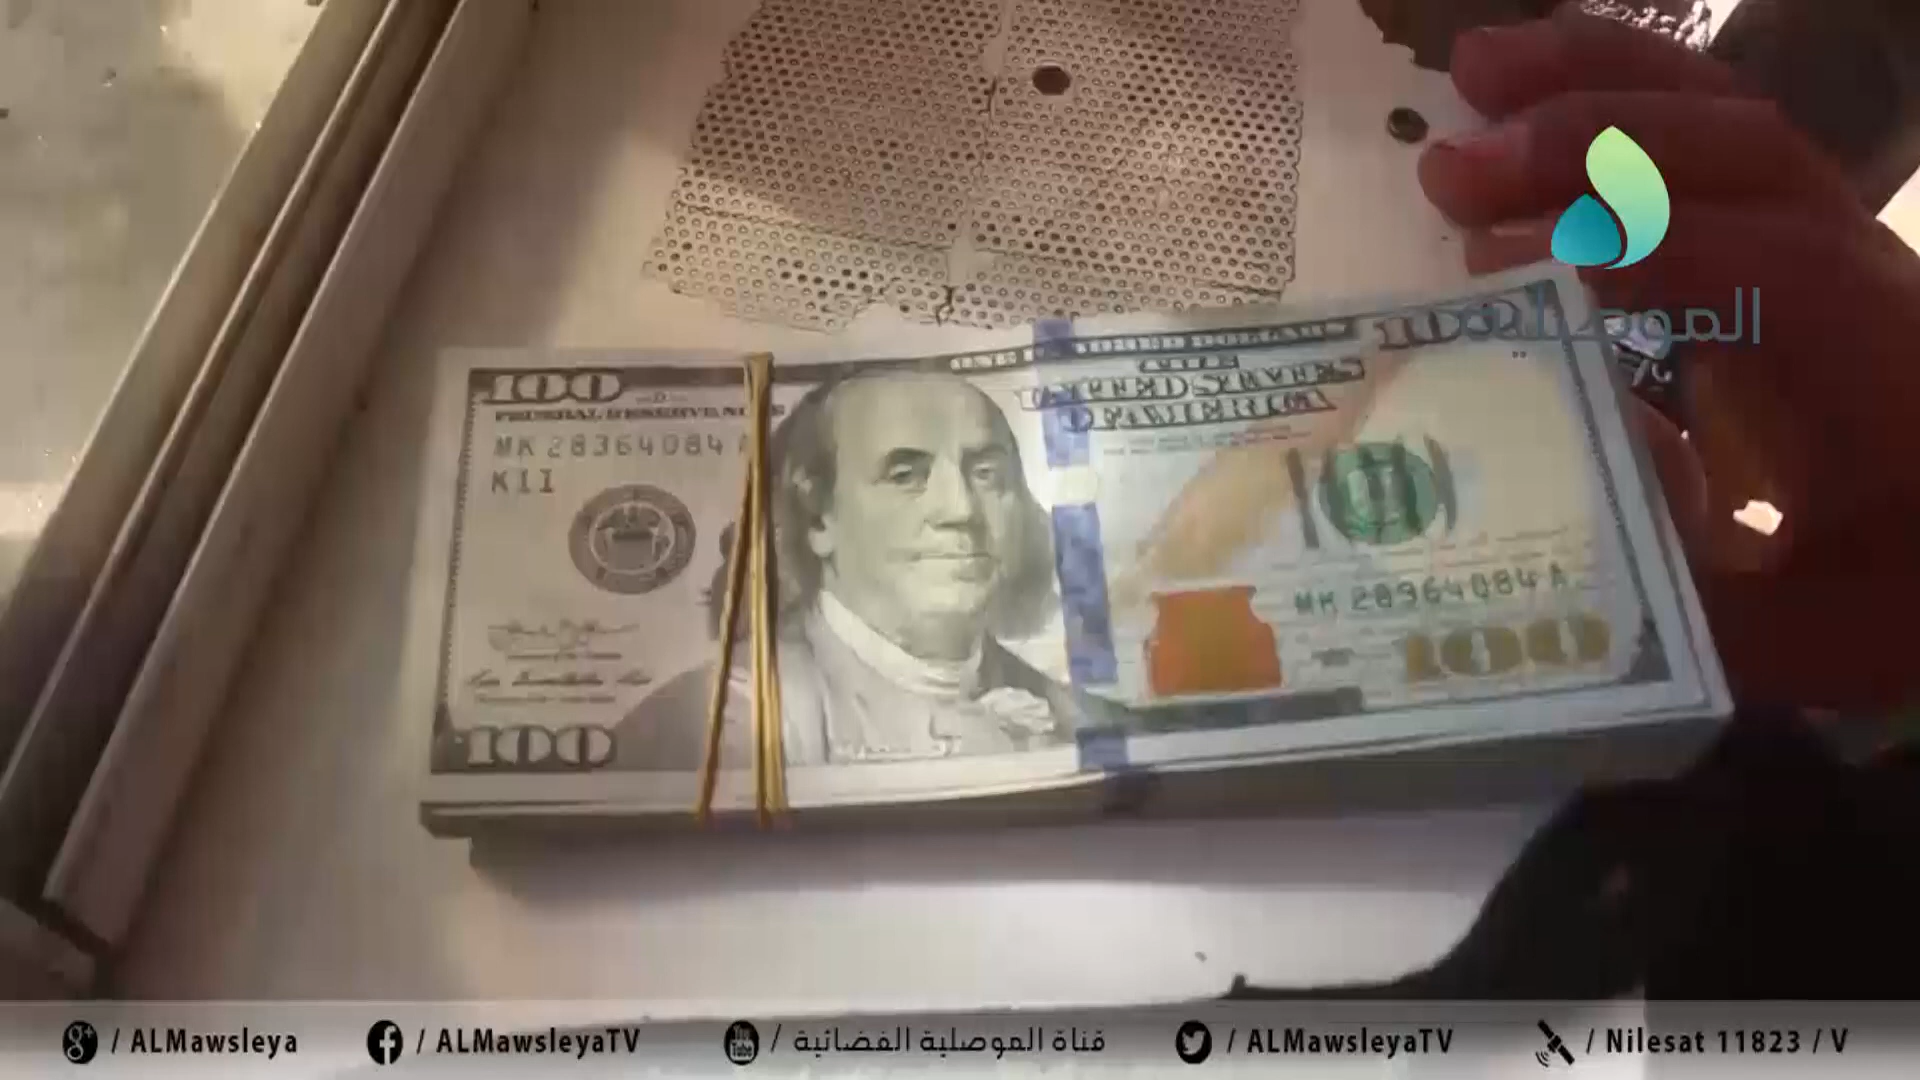 الموصلية
100
FEDERAL RESERVE NOTE
THE
UNITED STATES
OF AMERICA
100
MK 28364084 A
K11
MK 28964084 A
100
100
/ ALMawsleya
/ ALMawsleyaTV
/ قناة الموصلية الفضائية
/ ALMawsleyaTV
/ Nilesat 11823 / V